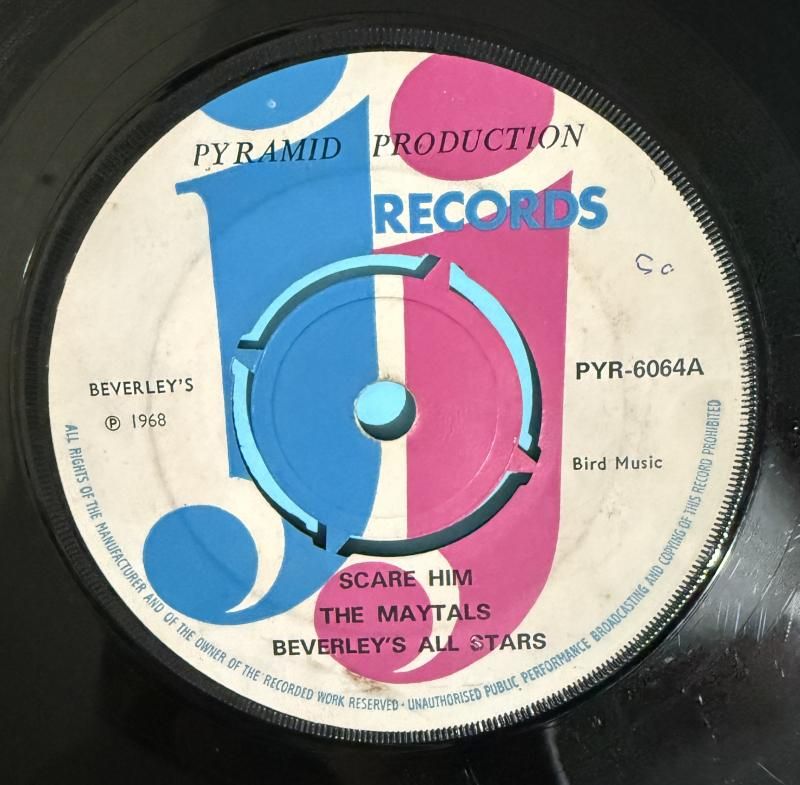 PYRAMID PRODUCTION
RECORDS
PYR-6064A
BEVERLEY'S
℗ 1968
Bird Music
SCARE HIM
THE MAYTALS
BEVERLEY'S ALL STARS
ALL RIGHTS OF THE MANUFACTURER AND OF THE OWNER OF THE RECORDED WORK RESERVED · UNAUTHORISED PUBLIC PERFORMANCE BROADCASTING AND COPYING OF THIS RECORD PROHIBITED